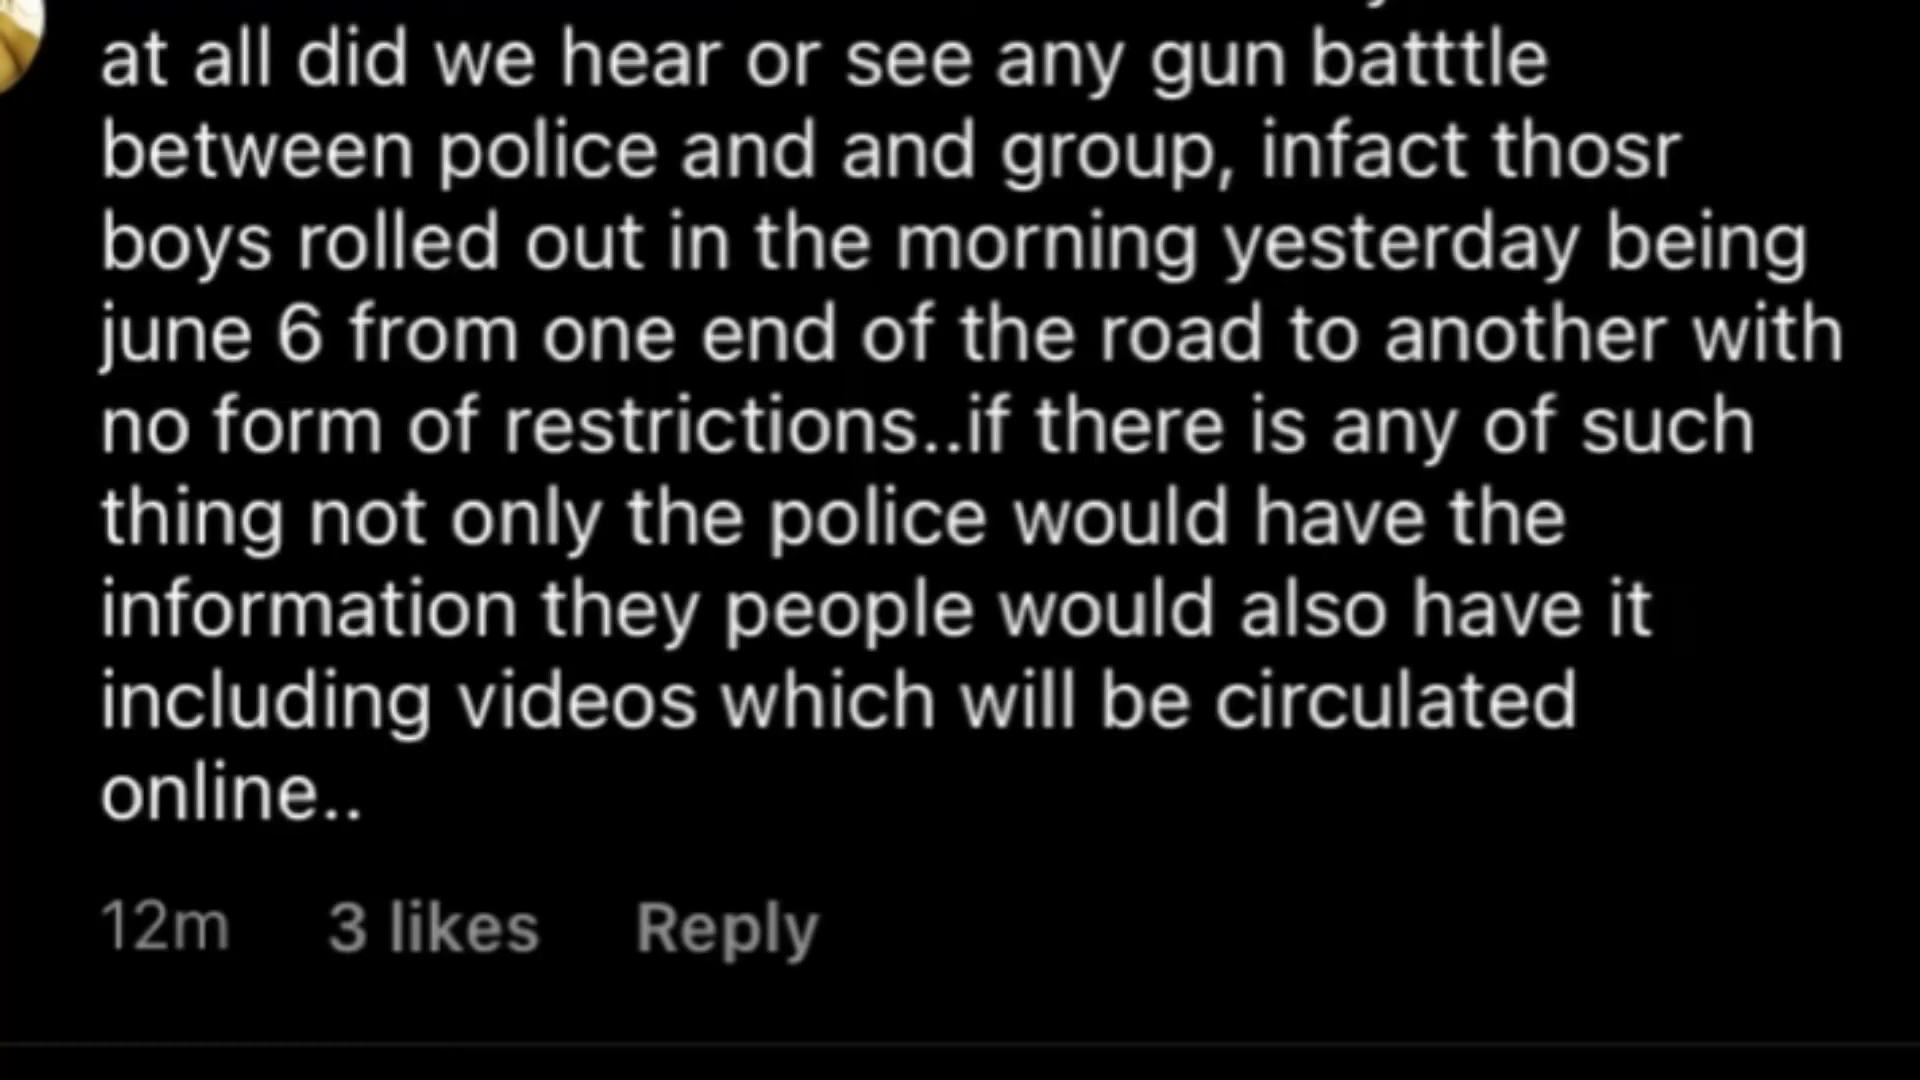 at all did we hear or see any gun batttle
between police and and group, infact thosr
boys rolled out in the morning yesterday being
june 6 from one end of the road to another with
no form of restrictions..if there is any of such
thing not only the police would have the
information they people would also have it
including videos which will be circulated
online..
12m 3 likes Reply